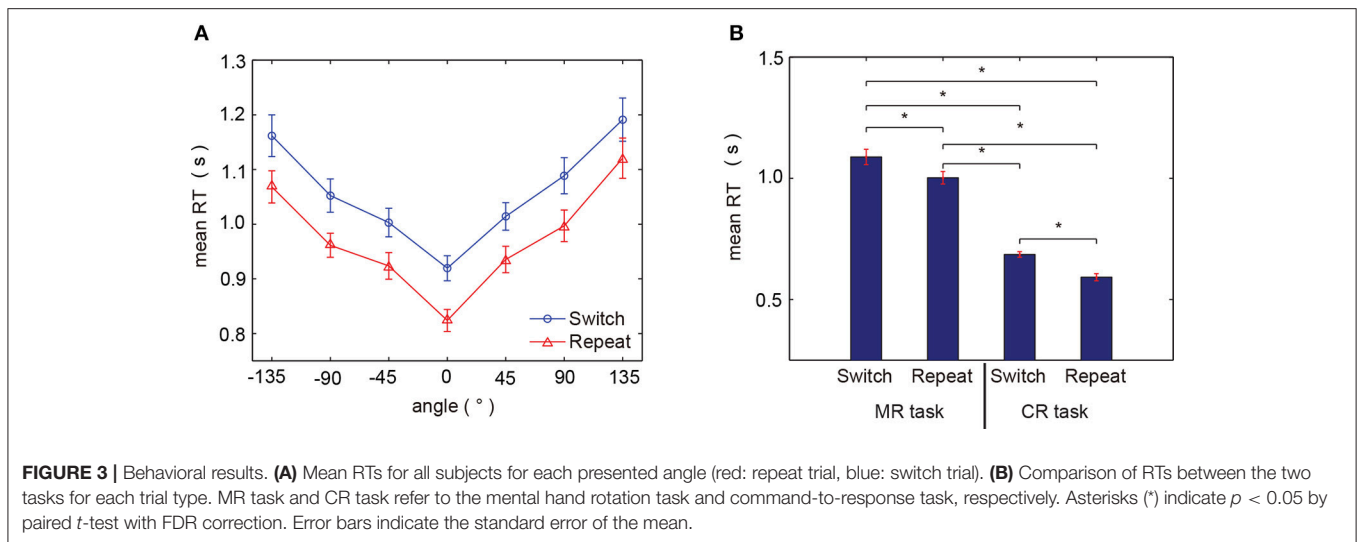 A
1.3
1.2
1.1
1.0
0.9
0.8
mean RT (s)
Switch
Repeat
-135 -90 -45 0 45 90 135
angle (°)
B
1.5
1.0
0.5
mean RT (s)
*
*
*
*
*
*
Switch Repeat Switch Repeat
MR task CR task
FIGURE 3 | Behavioral results. (A) Mean RTs for all subjects for each presented angle (red: repeat trial, blue: switch trial). (B) Comparison of RTs between the two
tasks for each trial type. MR task and CR task refer to the mental hand rotation task and command-to-response task, respectively. Asterisks (*) indicate p < 0.05 by
paired t-test with FDR correction. Error bars indicate the standard error of the mean.